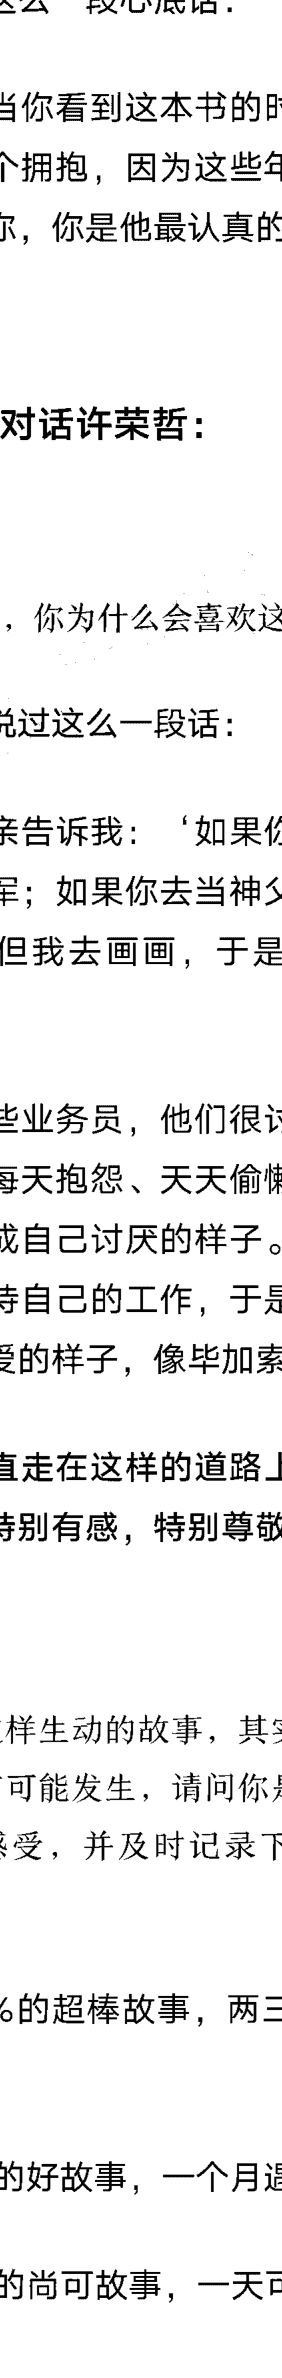 这么一段心底话：
当你看到这本书的时
个拥抱，因为这些年
你，你是他最认真的
对话许荣哲：
，你为什么会喜欢这
说过这么一段话：
亲告诉我：‘如果你
军；如果你去当神父
但我去画画，于是
些业务员，他们很讨
每天抱怨、天天偷懒
成自己讨厌的样子。
待自己的工作，于是
爱的样子，像毕加索
直走在这样的道路上
特别有感，特别尊敬
这样生动的故事，其实
有可能发生，请问你是
感受，并及时记录下
%的超棒故事，两三
的好故事，一个月遇
的尚可故事，一天可